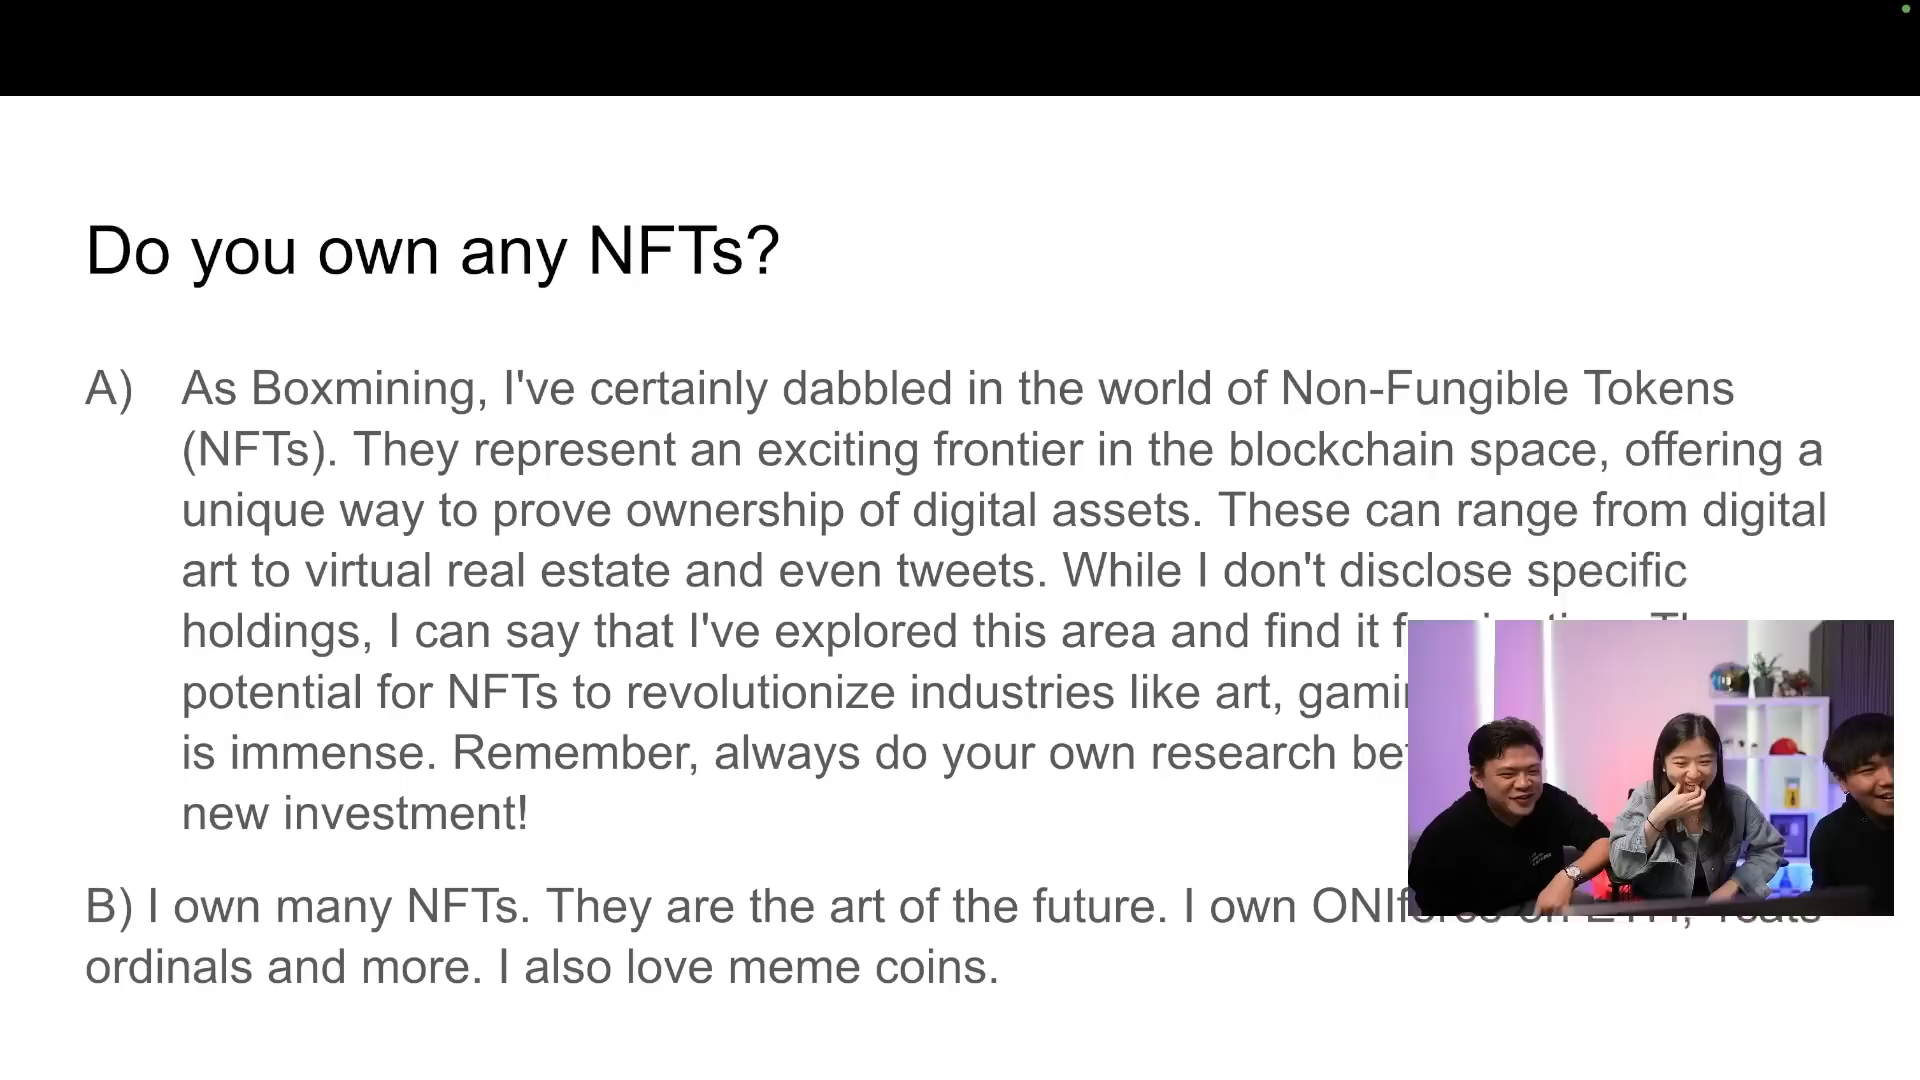 Do you own any NFTs?
A) As Boxmining, I've certainly dabbled in the world of Non-Fungible Tokens
(NFTs). They represent an exciting frontier in the blockchain space, offering a
unique way to prove ownership of digital assets. These can range from digital
art to virtual real estate and even tweets. While I don't disclose specific
holdings, I can say that I've explored this area and find it
potential for NFTs to revolutionize industries like art,
is immense. Remember, always do your own research
new investment!
B) I own many NFTs. They are the art of the future. I own
ordinals and more. I also love meme coins.